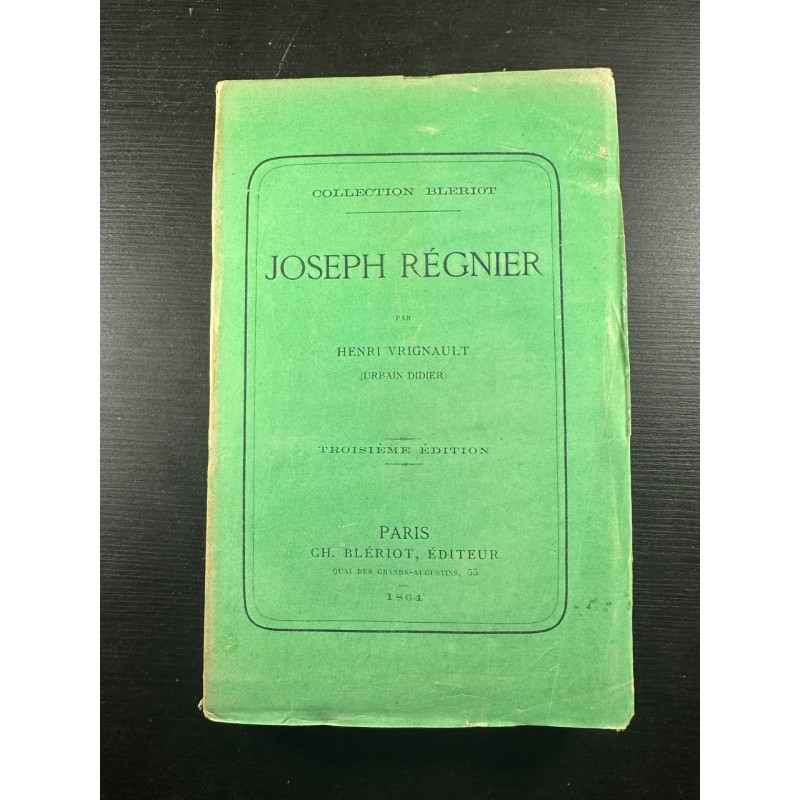 COLLECTION BLERIOT
JOSEPH RÉGNIER
PAR
HENRI VRIGNAULT
(URBAIN DIDIER)
TROISIÉME ÉDITION
PARIS
CH. BLÉRIOT, ÉDITEUR
QUAI DES GRANDS-AUGUSTINS, 55
1864